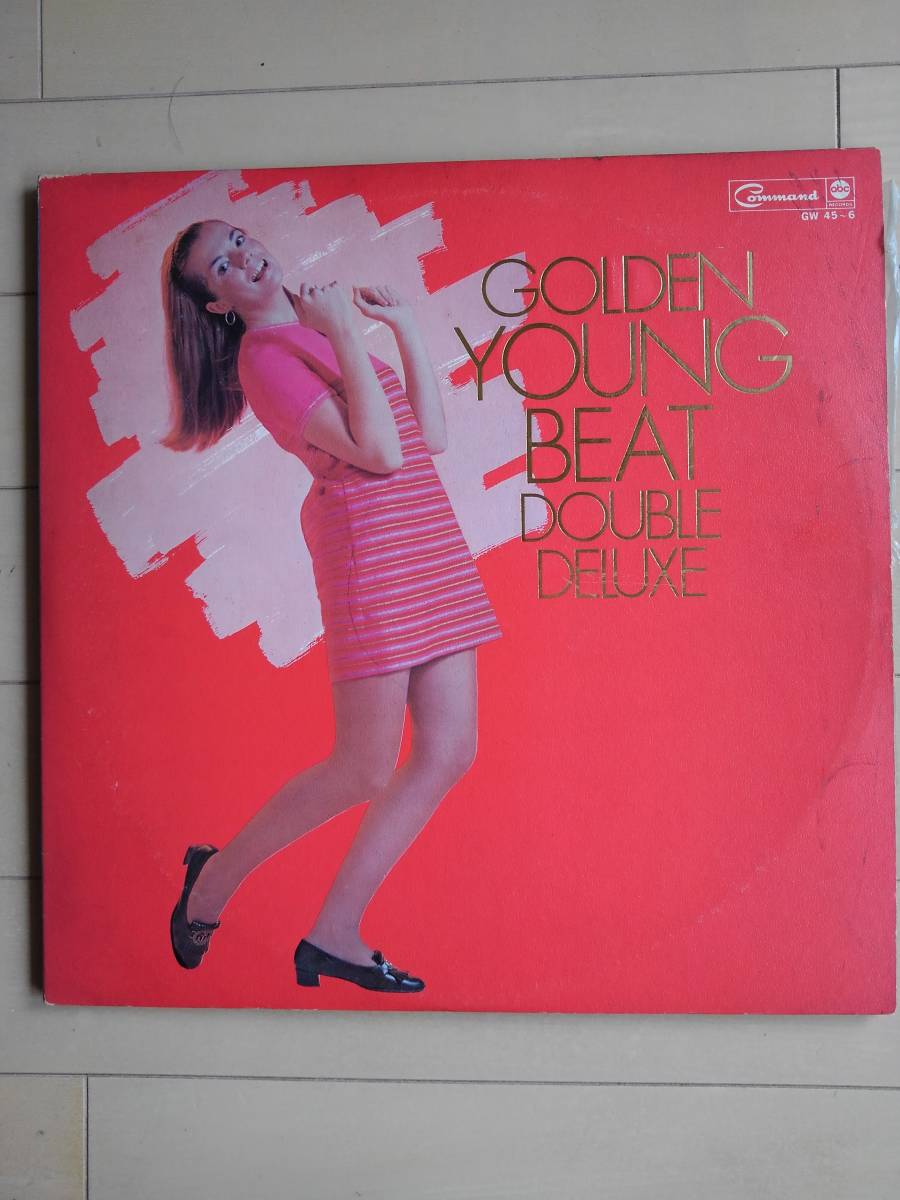 Command
abc
RECORDS
GW 45~6
GOLDEN
YOUNG
BEAT
DOUBLE
DELUXE